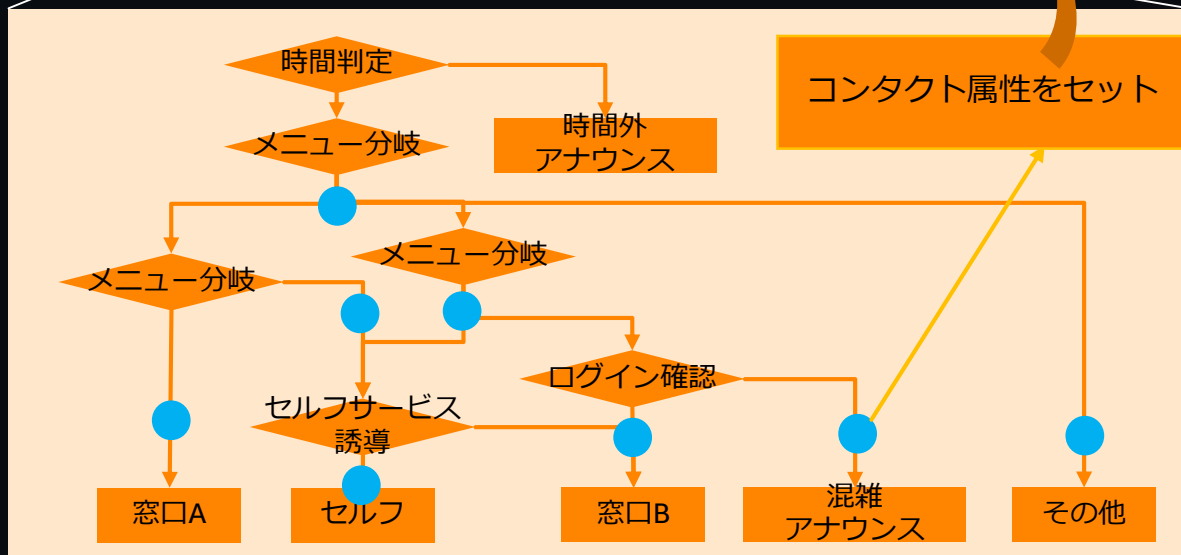 時間判定
コンタクト属性をセット
メニュー分岐
時間外
アナウンス
メニュー分岐
メニュー分岐
ログイン確認
セルフサービス
誘導
窓口A
セルフ
窓口B
混雑
アナウンス
その他